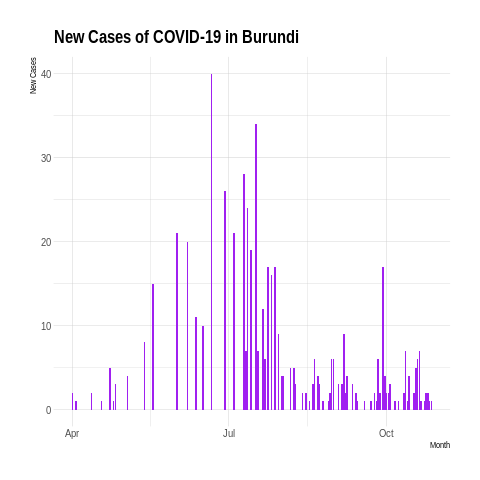 New Cases of COVID-19 in Burundi
New Cases
40
30
20
10
0
Apr
Jul
Oct
Month